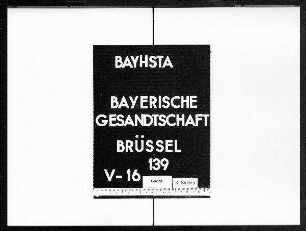 BAYHSTA
BAYERISCHE
GESANDTSCHAFT
BRÜSSEL
139
V-16